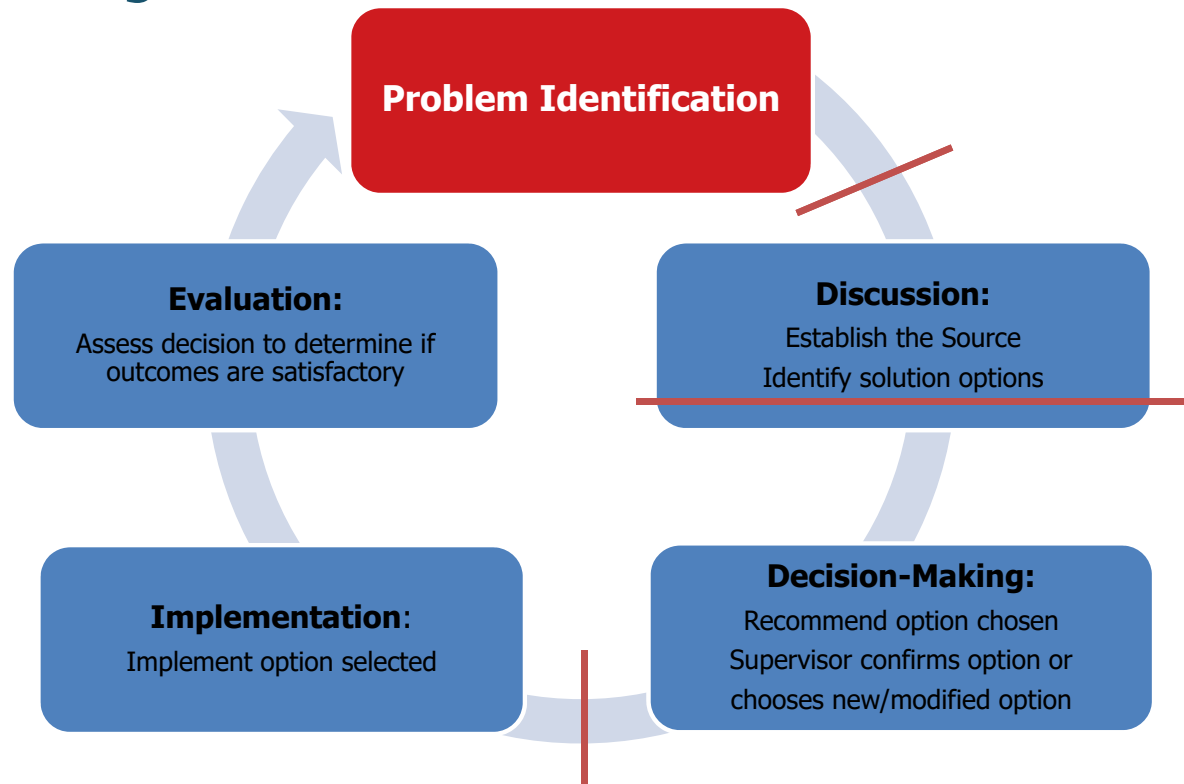 Problem Identification
Discussion:
Establish the Source
Identify solution options
Decision-Making:
Recommend option chosen
Supervisor confirms option or
chooses new/modified option
Implementation:
Implement option selected
Evaluation:
Assess decision to determine if
outcomes are satisfactory